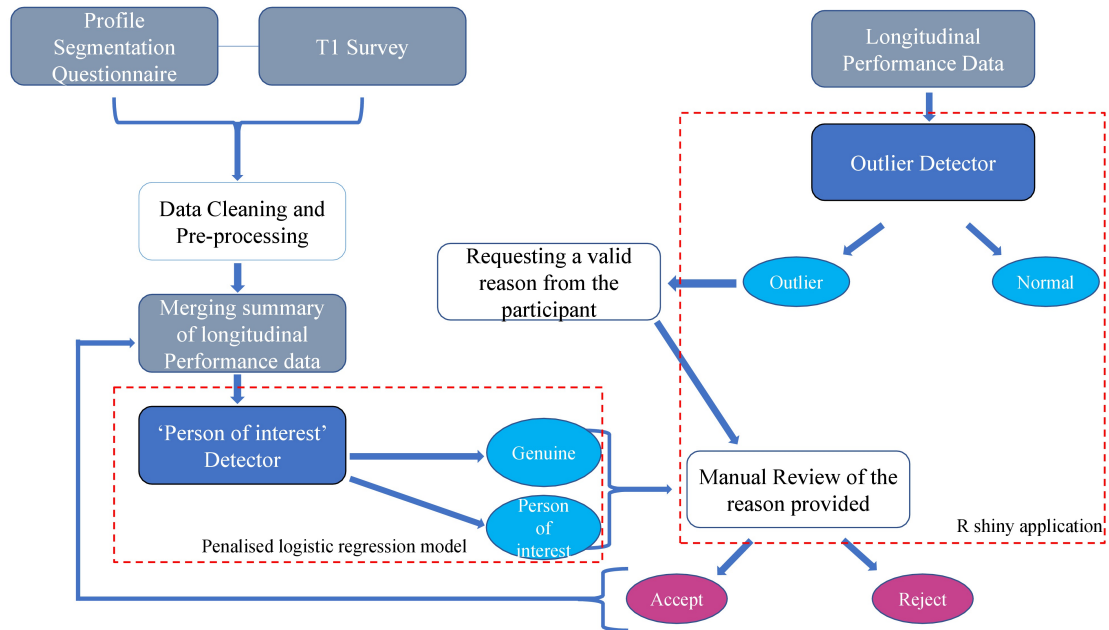 Profile
Segmentation
Questionnaire
T1 Survey
Longitudinal
Performance Data
Outlier Detector
Data Cleaning and
Pre-processing
Requesting a valid
reason from the
participant
Outlier
Normal
Merging summary
of longitudinal
Performance data
‘Person of interest’
Detector
Genuine
Person
of
interest
Penalised logistic regression model
Manual Review of the
reason provided
R shiny application
Accept
Reject